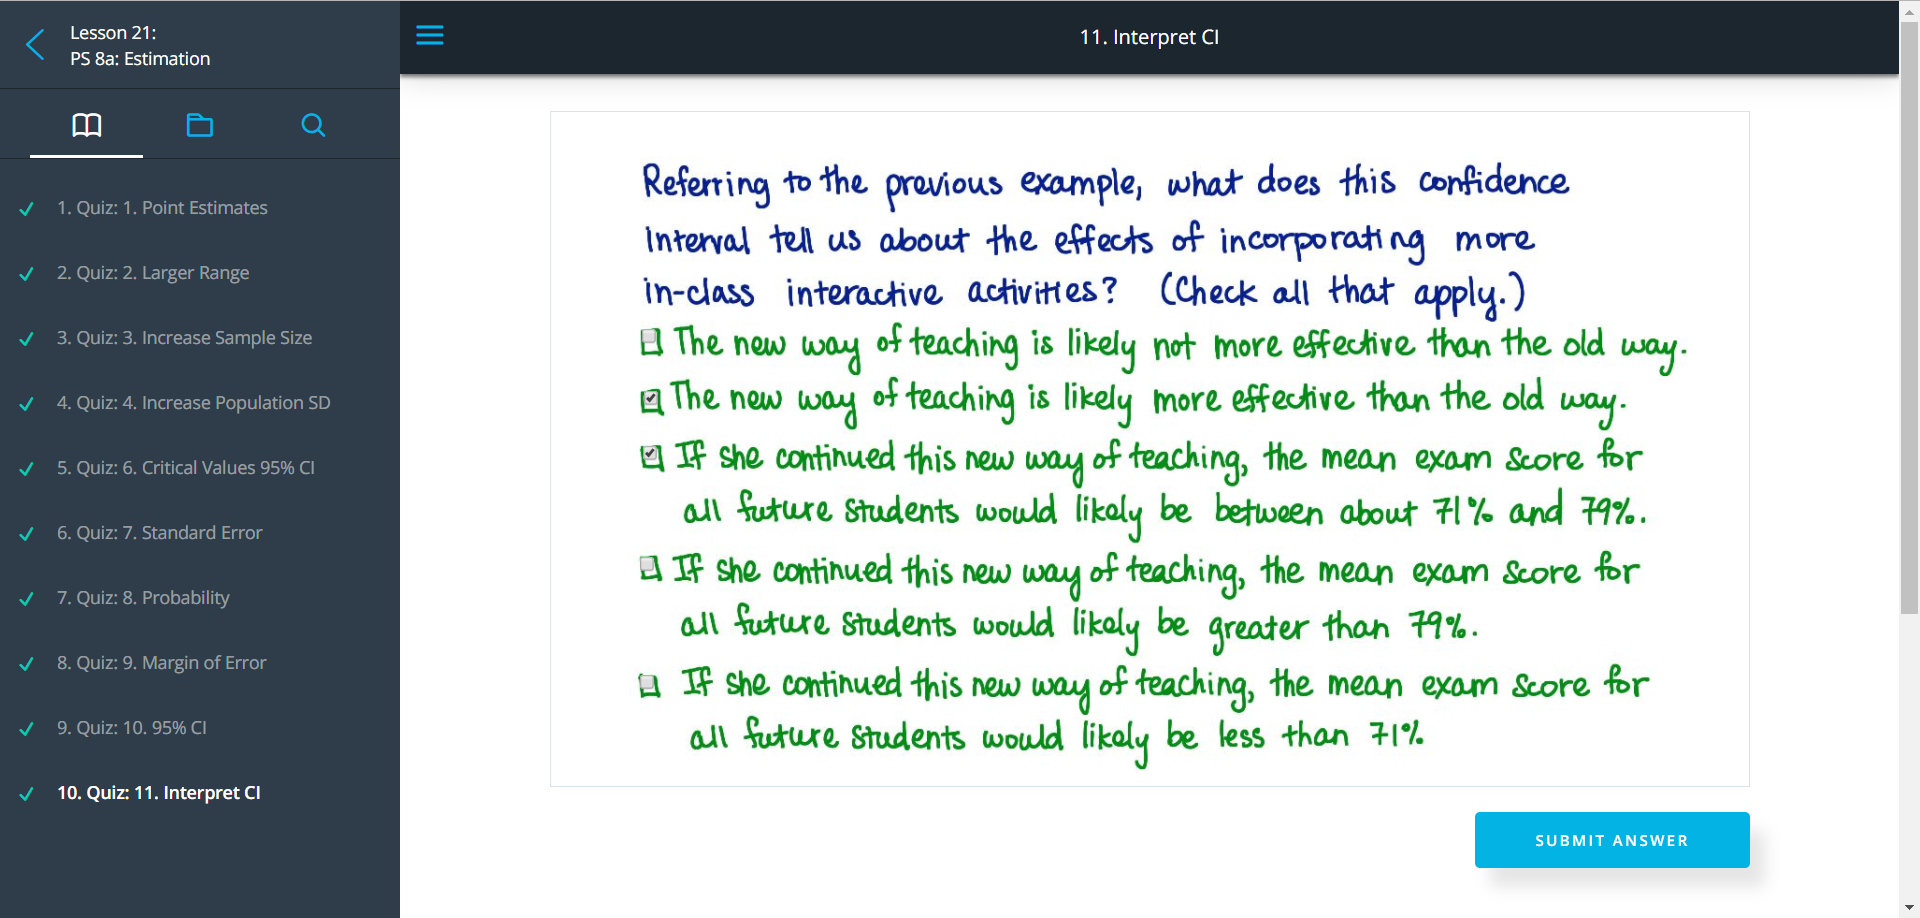 Lesson 21:
PS 8a: Estimation
1. Quiz: 1. Point Estimates
2. Quiz: 2. Larger Range
3. Quiz: 3. Increase Sample Size
4. Quiz: 4. Increase Population SD
5. Quiz: 6. Critical Values 95% CI
6. Quiz: 7. Standard Error
7. Quiz: 8. Probability
8. Quiz: 9. Margin of Error
9. Quiz: 10. 95% CI
10. Quiz: 11. Interpret CI
11. Interpret CI
Referring to the previous example, what does this confidence
interval tell us about the effects of incorporating more
in-class interactive activities? (Check all that apply.)
The new way of teaching is likely not more effective than the old way.
The new way of teaching is likely more effective than the old way.
If she continued this new way of teaching, the mean exam score for
all future students would likely be between about 71% and 79%.
If she continued this new way of teaching, the mean exam score for
all future students would likely be greater than 79%.
If she continued this new way of teaching, the mean exam score for
all future students would likely be less than 71%
SUBMIT ANSWER